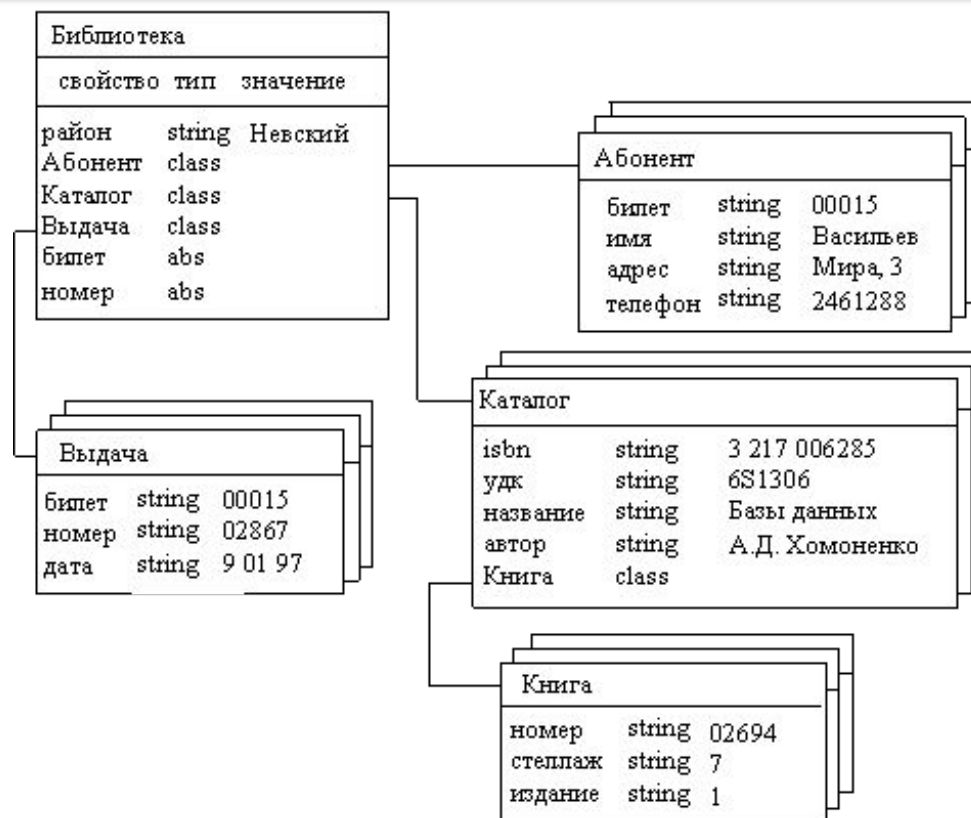 Библиотека
свойство тип значение
район string Невский
Абонент class
Каталог class
Выдача class
билет abs
номер abs
Абонент
билет string 00015
имя string Васильев
адрес string Мира, 3
телефон string 2461288
Каталог
isbn string 3 217 006285
удк string 6S1306
название string Базы данных
автор string А.Д. Хомоненко
Книга class
Выдача
билет string 00015
номер string 02867
дата string 9 01 97
Книга
номер string 02694
стеллаж string 7
издание string 1